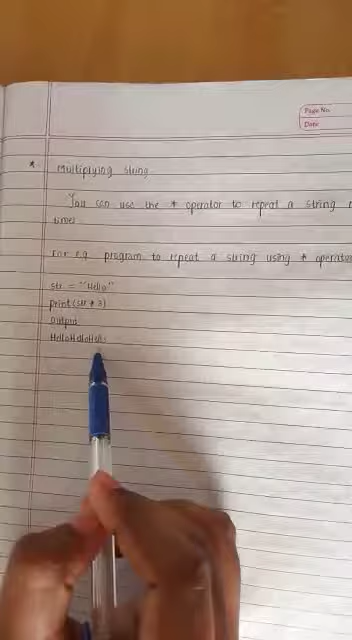 Page No.
Date
* Multiplying string
You can use the * operator to repeat a string
times
For eg program to repeat a string using * operator
str = "Hello"
print(str * 3)
output
HelloHelloHello